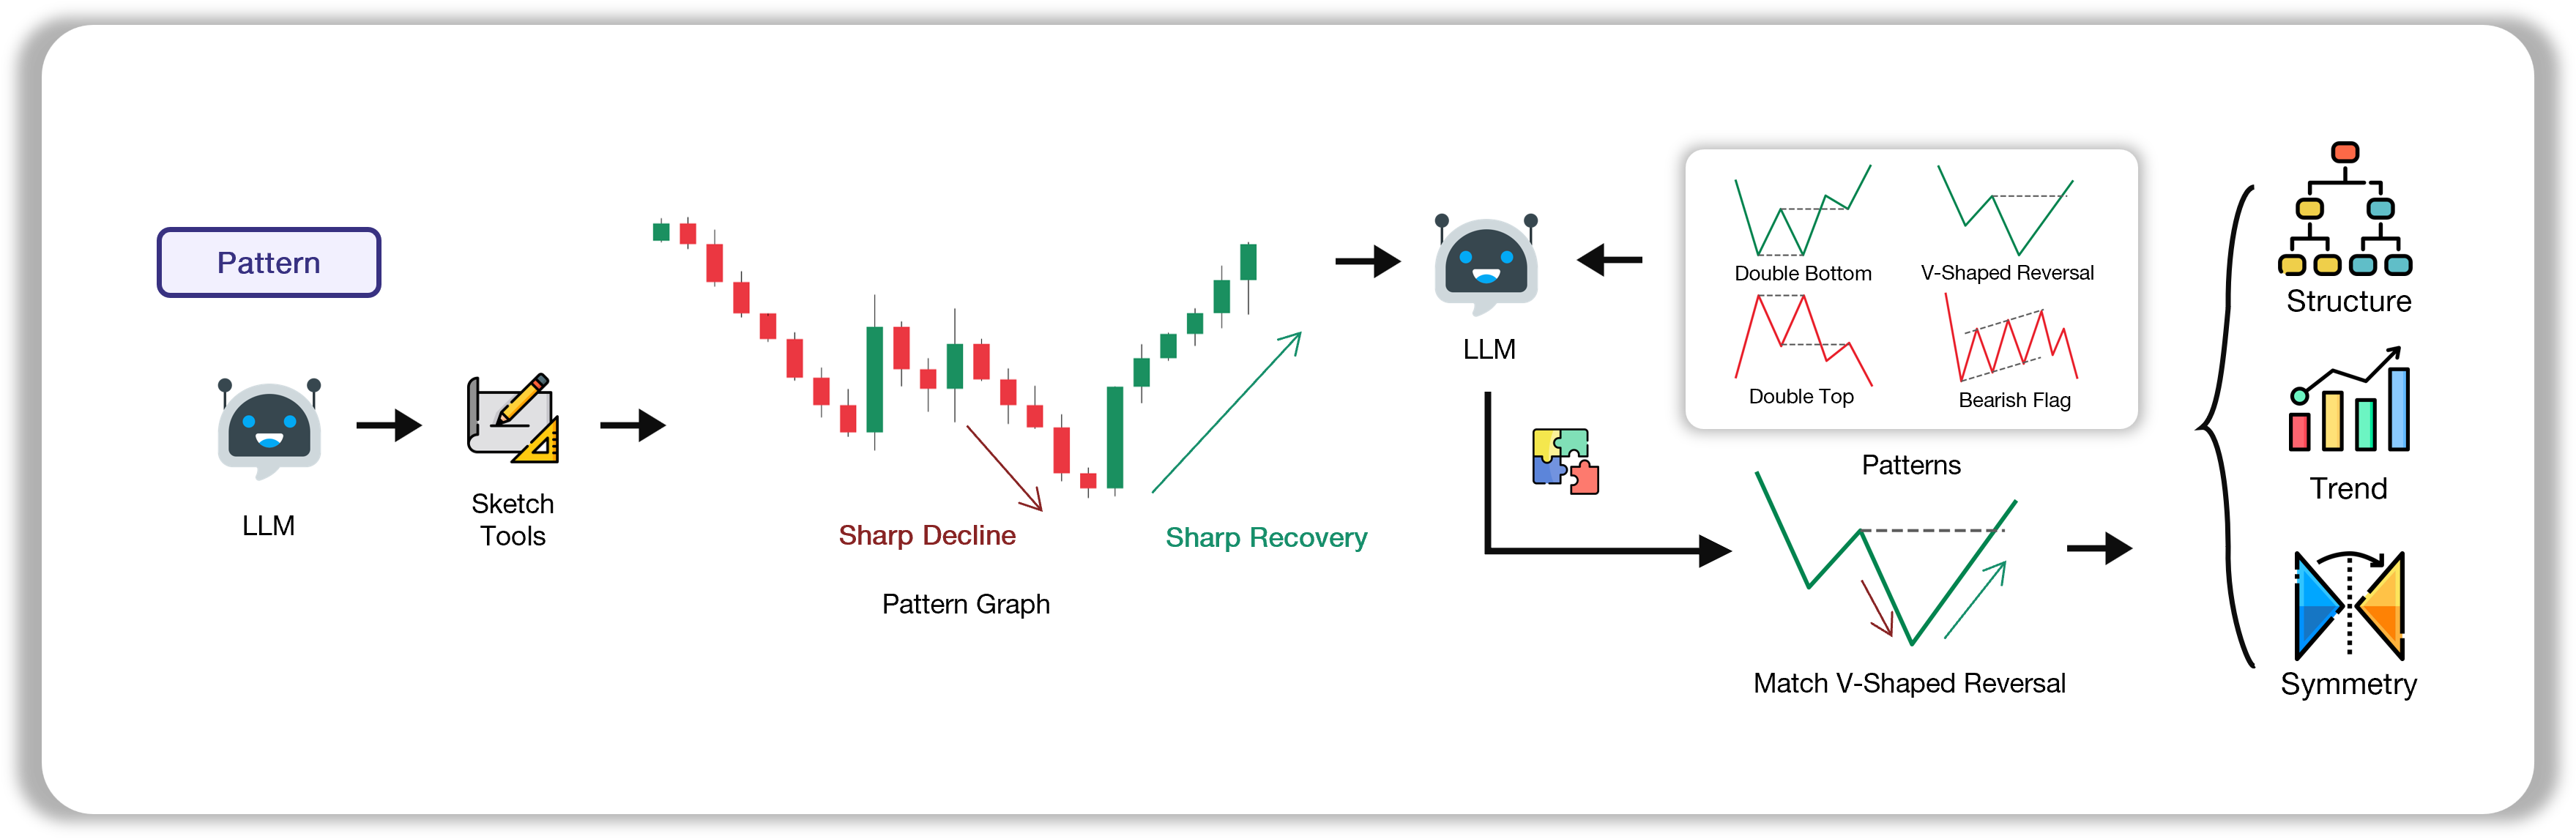 Pattern
LLM
Sketch
Tools
Sharp Decline
Sharp Recovery
Pattern Graph
LLM
Double Bottom
V-Shaped Reversal
Double Top
Bearish Flag
Patterns
Match V-Shaped Reversal
Structure
Trend
Symmetry